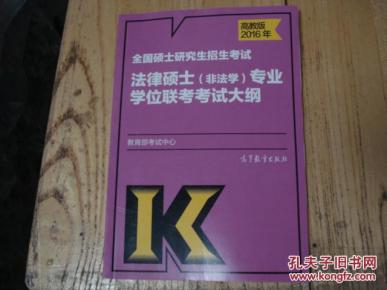 高教版
2016年
全国硕士研究生招生考试
法律硕士（非法学）专业
学位联考考试大纲
教育部考试中心
高等教育出版社
K
孔夫子旧书网
www.kongfz.com